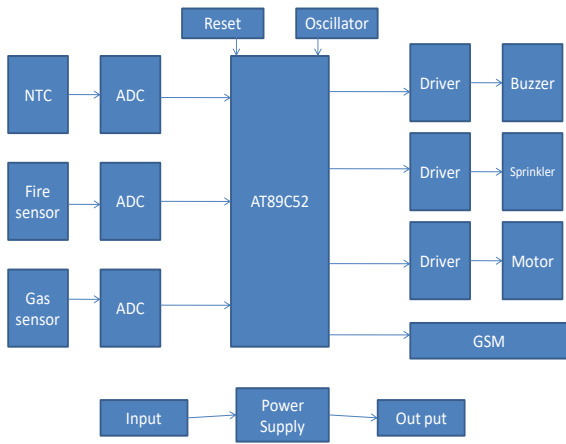 Reset
Oscillator
NTC
ADC
Driver
Buzzer
Fire
sensor
ADC
AT89C52
Driver
Sprinkler
Gas
sensor
ADC
Driver
Motor
GSM
Input
Power
Supply
Out put